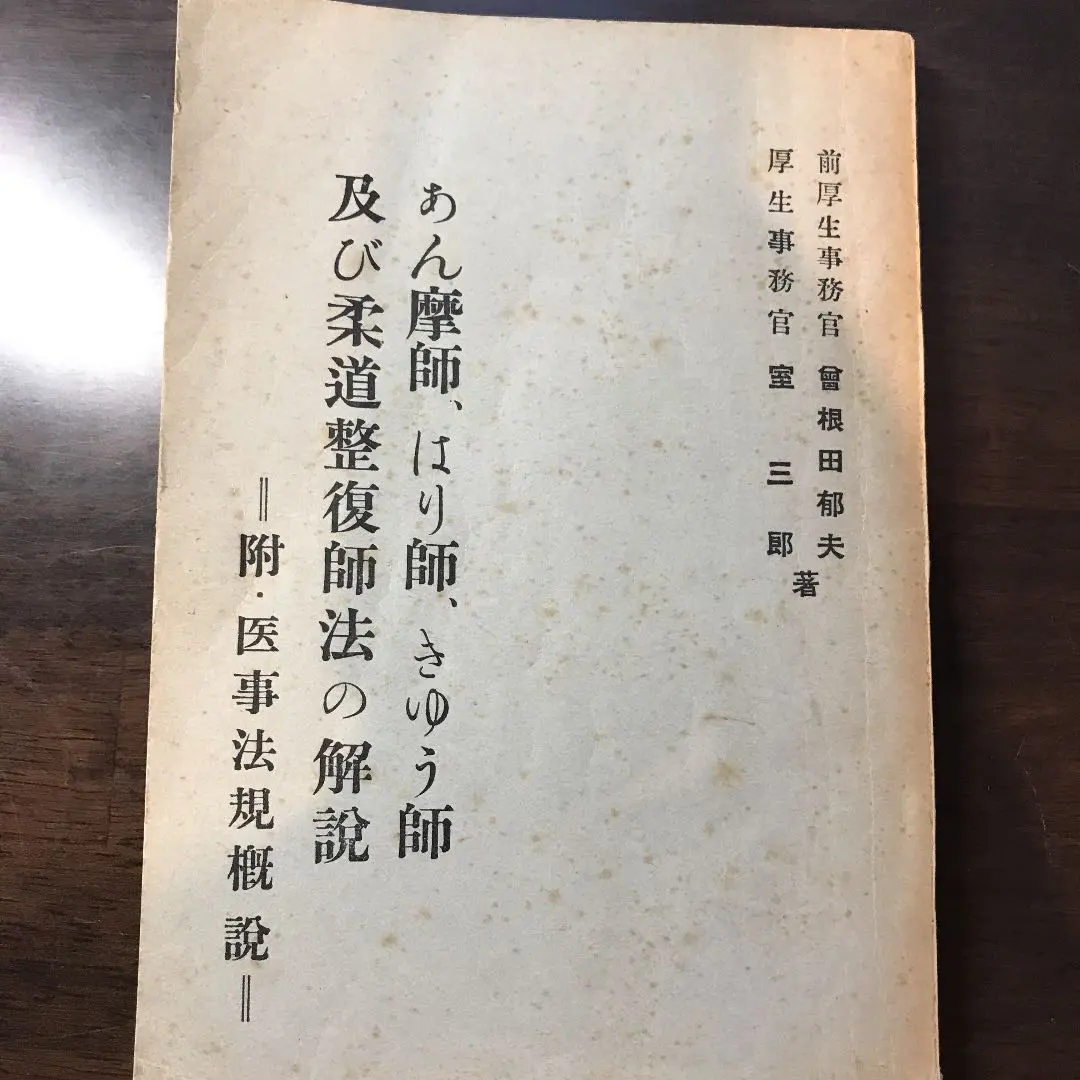 前厚生事務官 曾根田郁夫
厚生事務官 室三郎
著
あん摩師、はり師、きゆう師
及び柔道整復師法の解說
＝附・医事法規概說＝